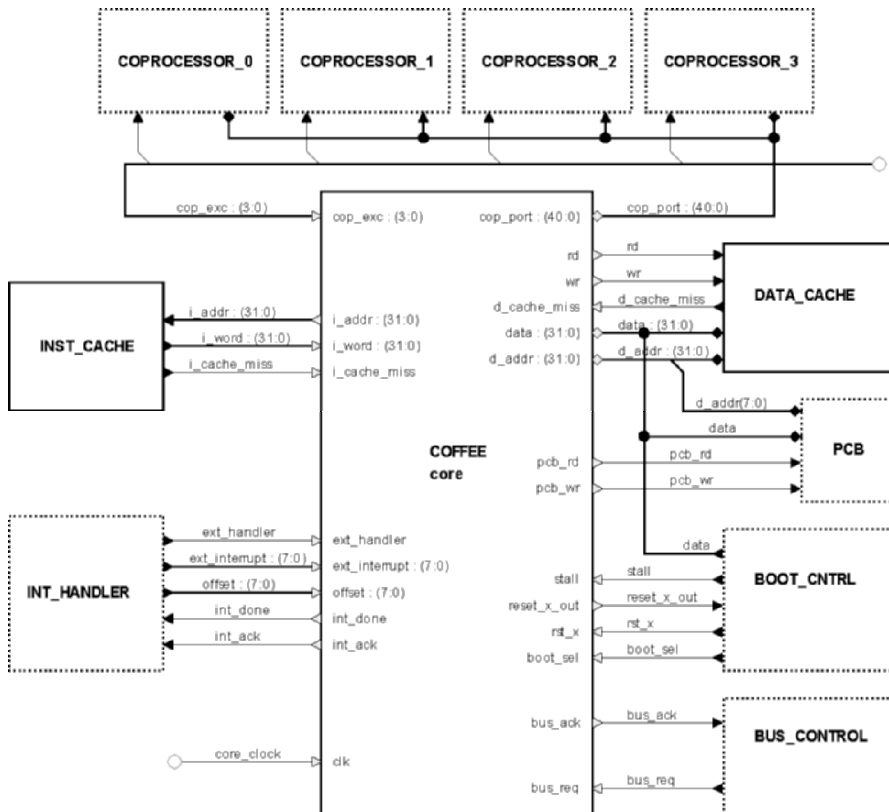 COPROCESSOR_0 COPROCESSOR_1 COPROCESSOR_2 COPROCESSOR_3
cop_exc : (3:0) cop_exc : (3:0) cop_port : (40:0) cop_port : (40:0)
rd rd
wr wr
DATA_CACHE
d_cache_miss d_cache_miss
i_addr : (31:0) i_addr : (31:0) data : (31:0) data : (31:0)
INST_CACHE
i_word : (31:0) i_word : (31:0) d_addr : (31:0) d_addr : (31:0)
i_cache_miss i_cache_miss
d_addr(7:0)
data
PCB
COFFEE
core
pcb_rd pcb_rd
pcb_wr pcb_wr
ext_handler ext_handler data
ext_interrupt : (7:0) ext_interrupt : (7:0) stall stall
BOOT_CNTRL
INT_HANDLER
offset : (7:0) offset : (7:0) reset_x_out reset_x_out
int_done int_done rst_x rst_x
int_ack int_ack boot_sel boot_sel
bus_ack bus_ack
BUS_CONTROL
core_clock clk
bus_req bus_req